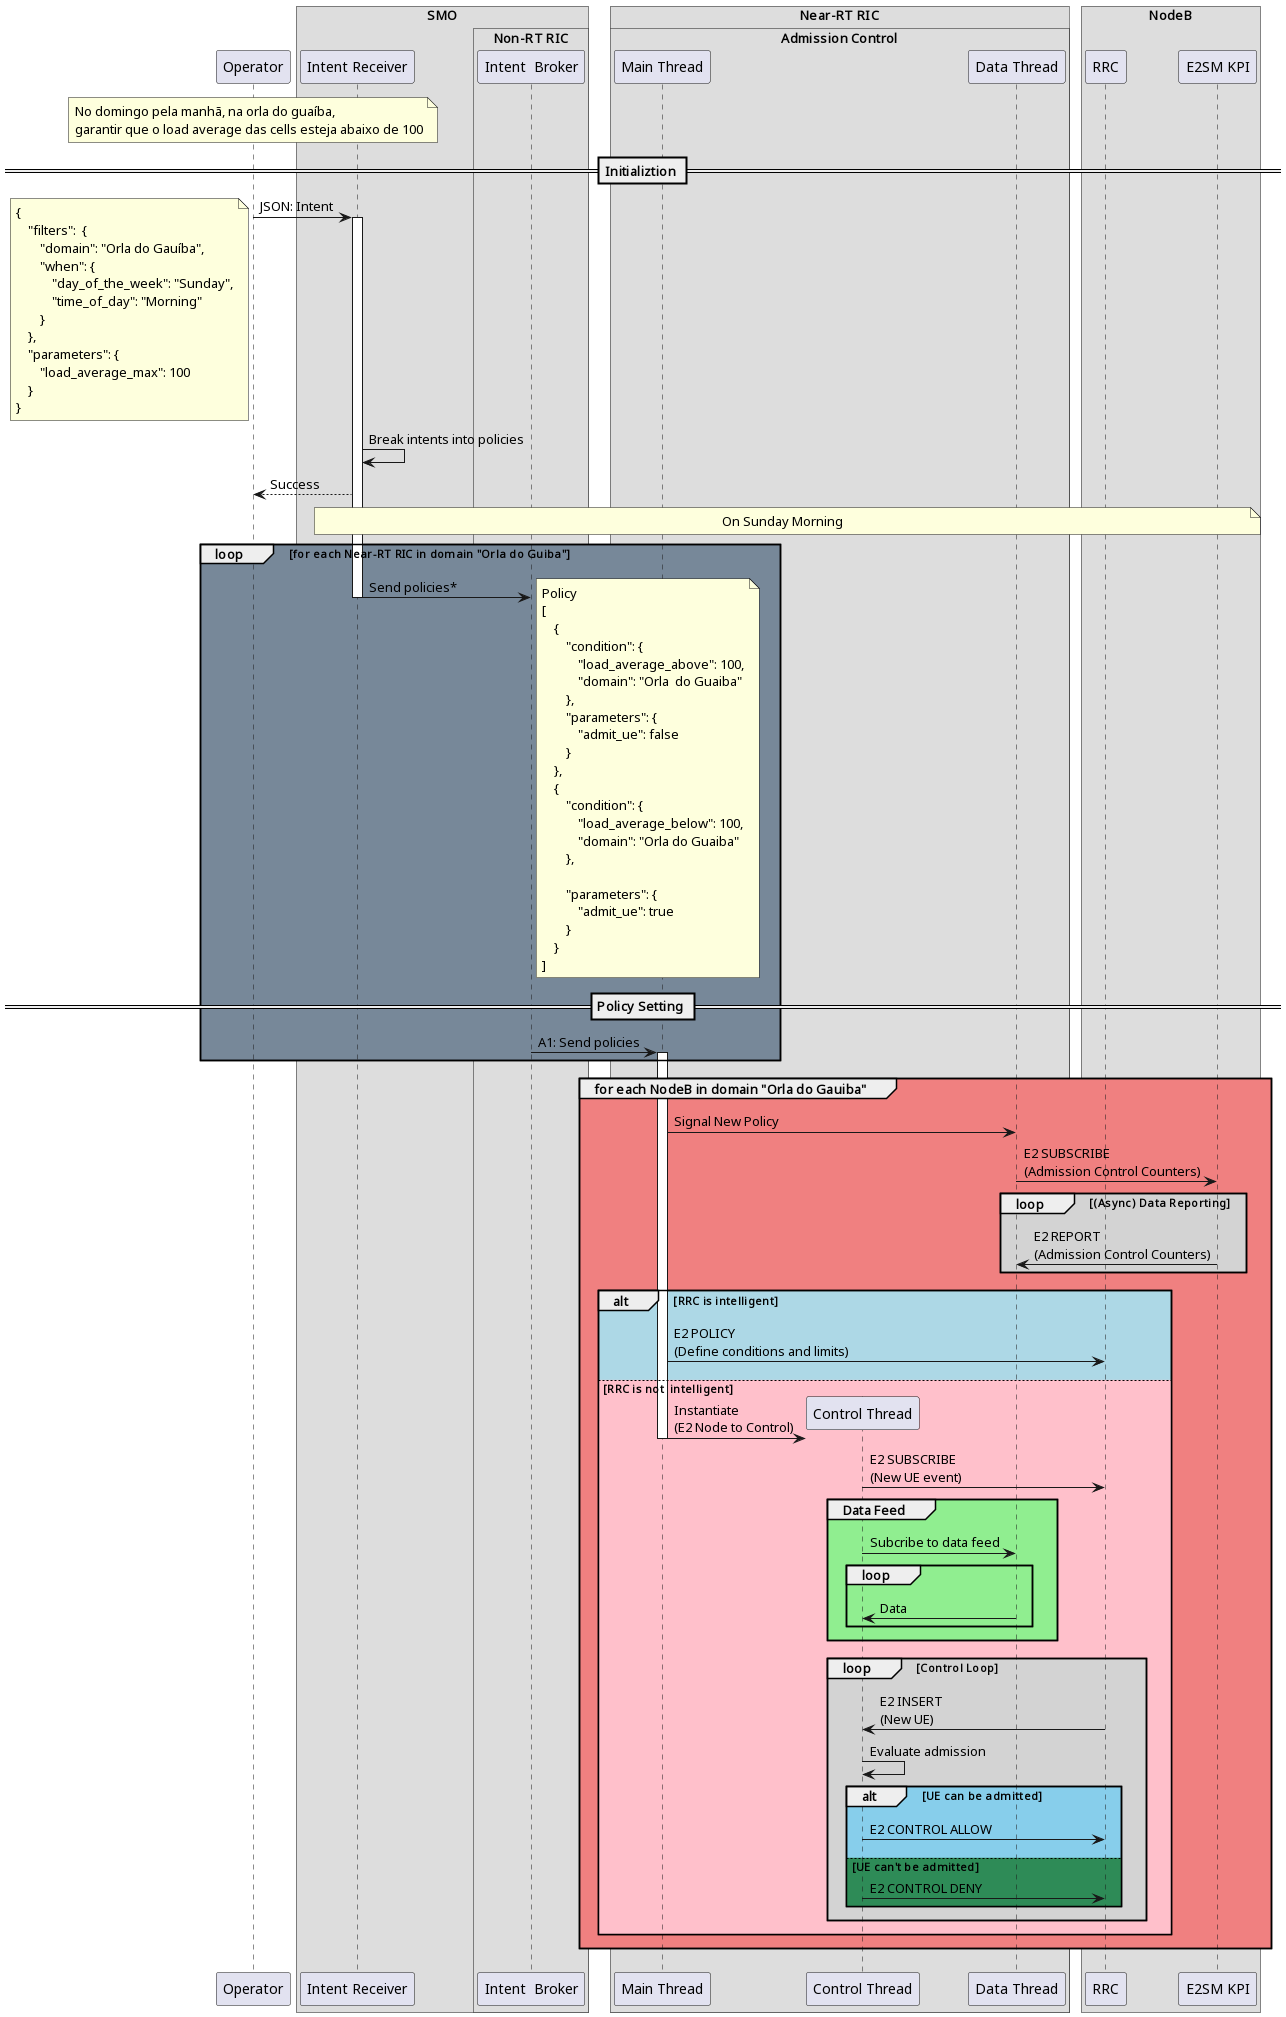 SMO
Near-RT RIC
NodeB
Non-RT RIC
Admission Control
Operator
Intent Receiver
Intent  Broker
Main Thread
Data Thread
RRC
E2SM KPI
No domingo pela manhã, na orla do guaíba,
garantir que o load average das cells esteja abaixo de 100
Initializtion
JSON: Intent
{
    "filters":  {
        "domain": "Orla do Gauíba",
        "when": {
            "day_of_the_week": "Sunday",
            "time_of_day": "Morning"
        }
    },
    "parameters": {
        "load_average_max": 100
    }
}
Break intents into policies
Success
On Sunday Morning
loop
[for each Near-RT RIC in domain "Orla do Guiba"]
Send policies*
Policy
[
    {
        "condition": {
            "load_average_above": 100,
            "domain": "Orla  do Guaiba"
        },
        "parameters": {
            "admit_ue": false
        }
    },
    {
        "condition": {
            "load_average_below": 100,
            "domain": "Orla do Guaiba"
        },
        "parameters": {
            "admit_ue": true
        }
    }
]
Policy Setting
A1: Send policies
for each NodeB in domain "Orla do Gauiba"
Signal New Policy
E2 SUBSCRIBE
(Admission Control Counters)
loop
[(Async) Data Reporting]
E2 REPORT
(Admission Control Counters)
alt
[RRC is intelligent]
E2 POLICY
(Define conditions and limits)
[RRC is not  intelligent]
Control Thread
Instantiate
(E2 Node to Control)
E2 SUBSCRIBE
(New UE event)
Data Feed
Subcribe to data feed
loop
Data
loop
[Control Loop]
E2 INSERT
(New UE)
Evaluate admission
alt
[UE can be admitted]
E2 CONTROL ALLOW
[UE can't be admitted]
E2 CONTROL DENY
Operator
Intent Receiver
Intent  Broker
Main Thread
Control Thread
Data Thread
RRC
E2SM KPI